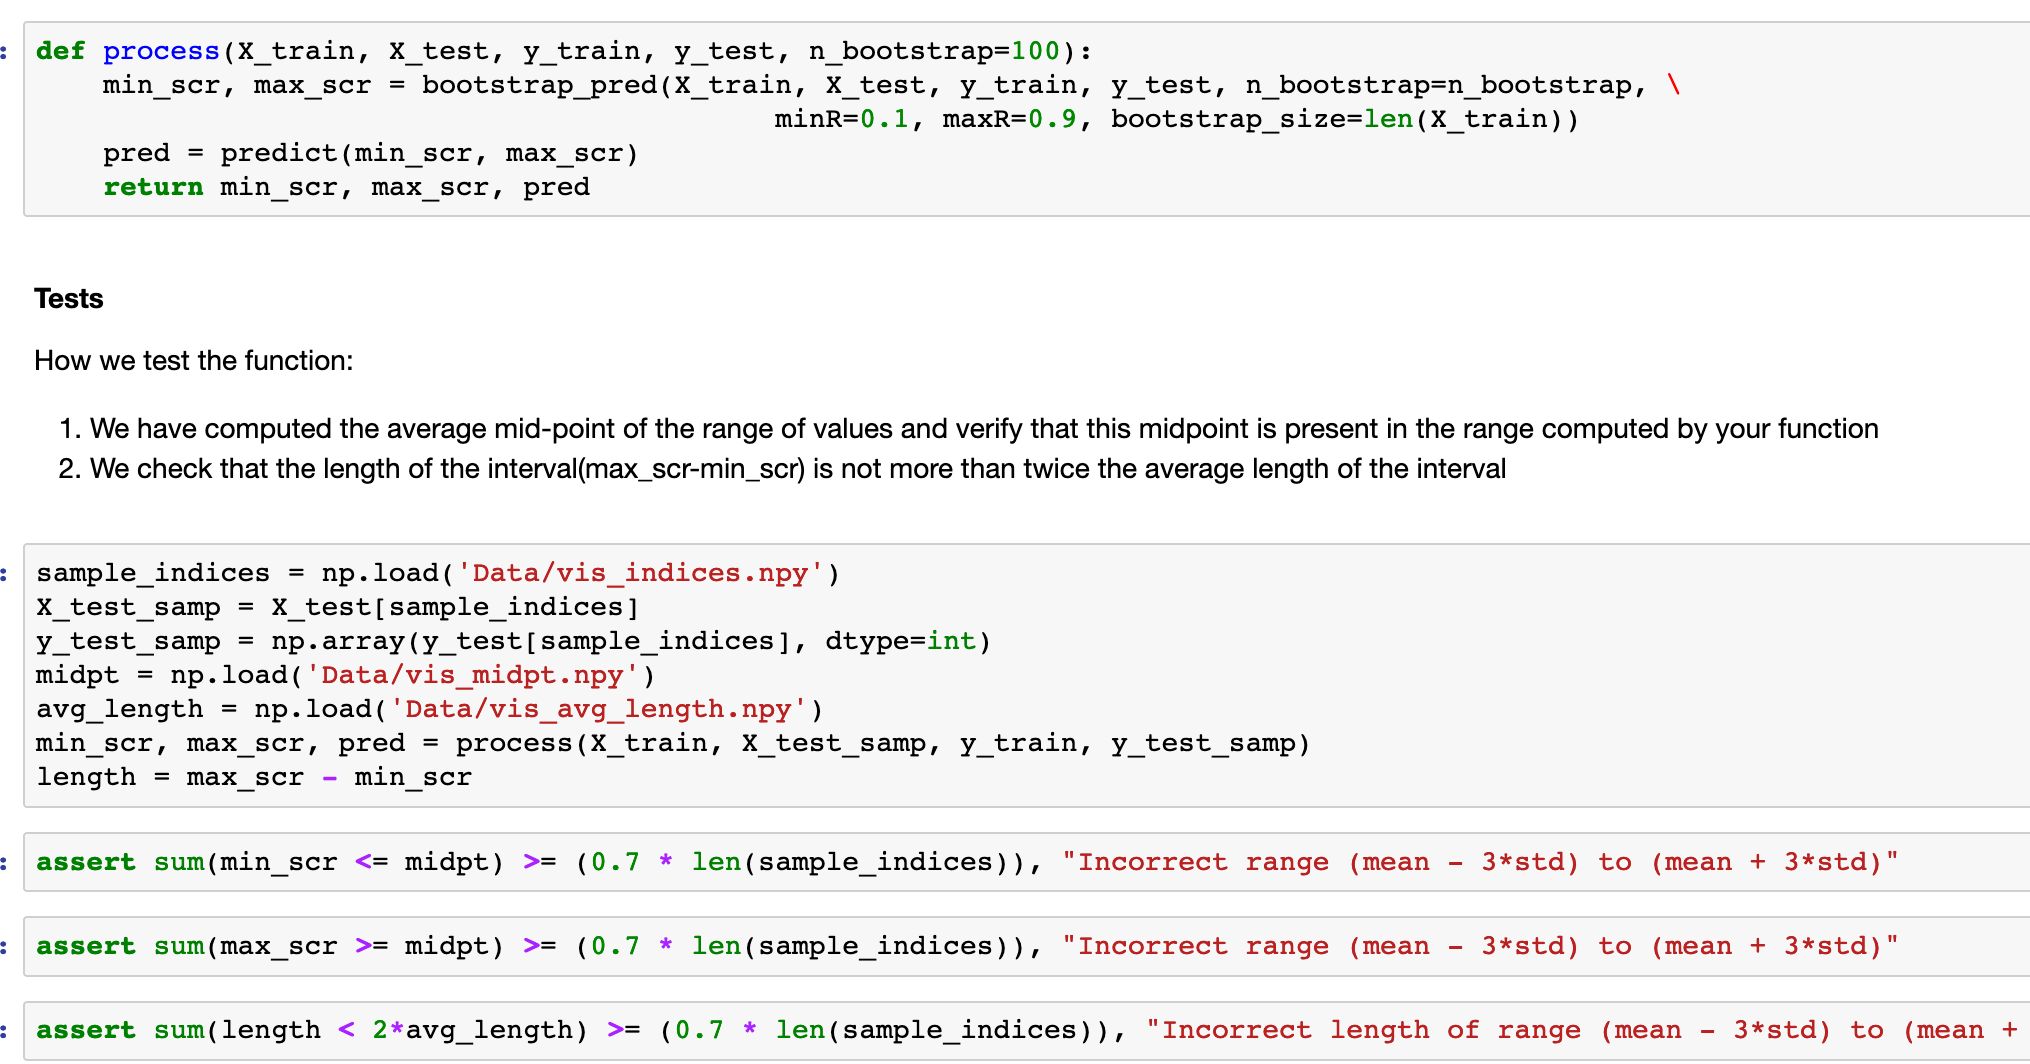 def process(X_train, X_test, y_train, y_test, n_bootstrap=100):
    min_scr, max_scr = bootstrap_pred(X_train, X_test, y_train, y_test, n_bootstrap=n_bootstrap, \
                                            minR=0.1, maxR=0.9, bootstrap_size=len(X_train))
    pred = predict(min_scr, max_scr)
    return min_scr, max_scr, pred
Tests
How we test the function:
1. We have computed the average mid-point of the range of values and verify that this midpoint is present in the range computed by your function
2. We check that the length of the interval(max_scr-min_scr) is not more than twice the average length of the interval
sample_indices = np.load('Data/vis_indices.npy')
X_test_samp = X_test[sample_indices]
y_test_samp = np.array(y_test[sample_indices], dtype=int)
midpt = np.load('Data/vis_midpt.npy')
avg_length = np.load('Data/vis_avg_length.npy')
min_scr, max_scr, pred = process(X_train, X_test_samp, y_train, y_test_samp)
length = max_scr - min_scr
assert sum(min_scr <= midpt) >= (0.7 * len(sample_indices)), "Incorrect range (mean - 3*std) to (mean + 3*std)"
assert sum(max_scr >= midpt) >= (0.7 * len(sample_indices)), "Incorrect range (mean - 3*std) to (mean + 3*std)"
assert sum(length < 2*avg_length) >= (0.7 * len(sample_indices)), "Incorrect length of range (mean - 3*std) to (mean +